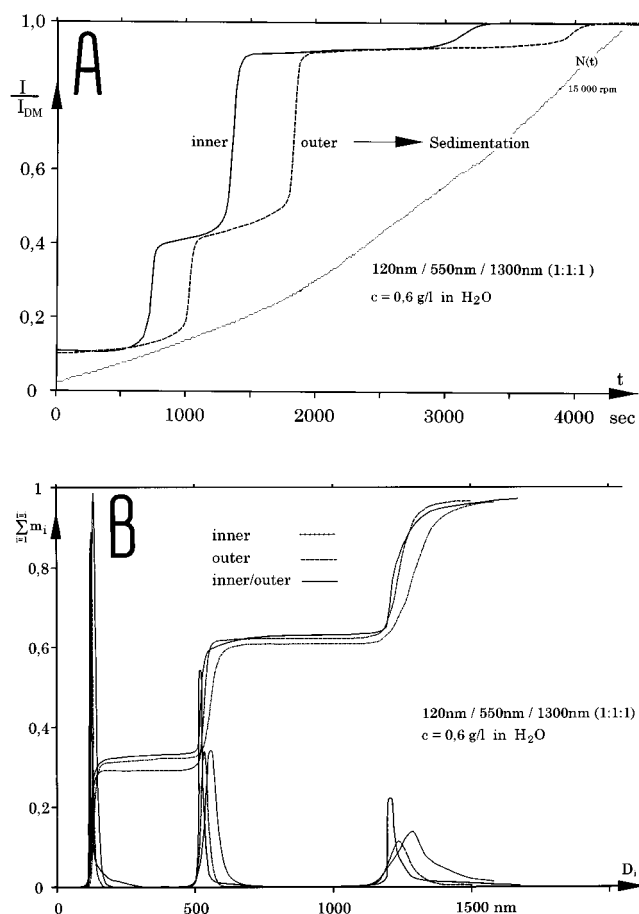 A
1,0
I
I_DM
0,8
0,6
0,4
0,2
0
inner
outer
Sedimentation
N(t)
15 000 rpm
120nm / 550nm / 1300nm (1:1:1)
c = 0,6 g/l in H₂O
t
0 1000 2000 3000 4000 sec
B
1
∑ m_i
i=1
0,8
0,6
0,4
0,2
0
inner
outer
inner/outer
120nm / 550nm / 1300nm (1:1:1)
c = 0,6 g/l in H₂O
D_i
0 500 1000 1500 nm